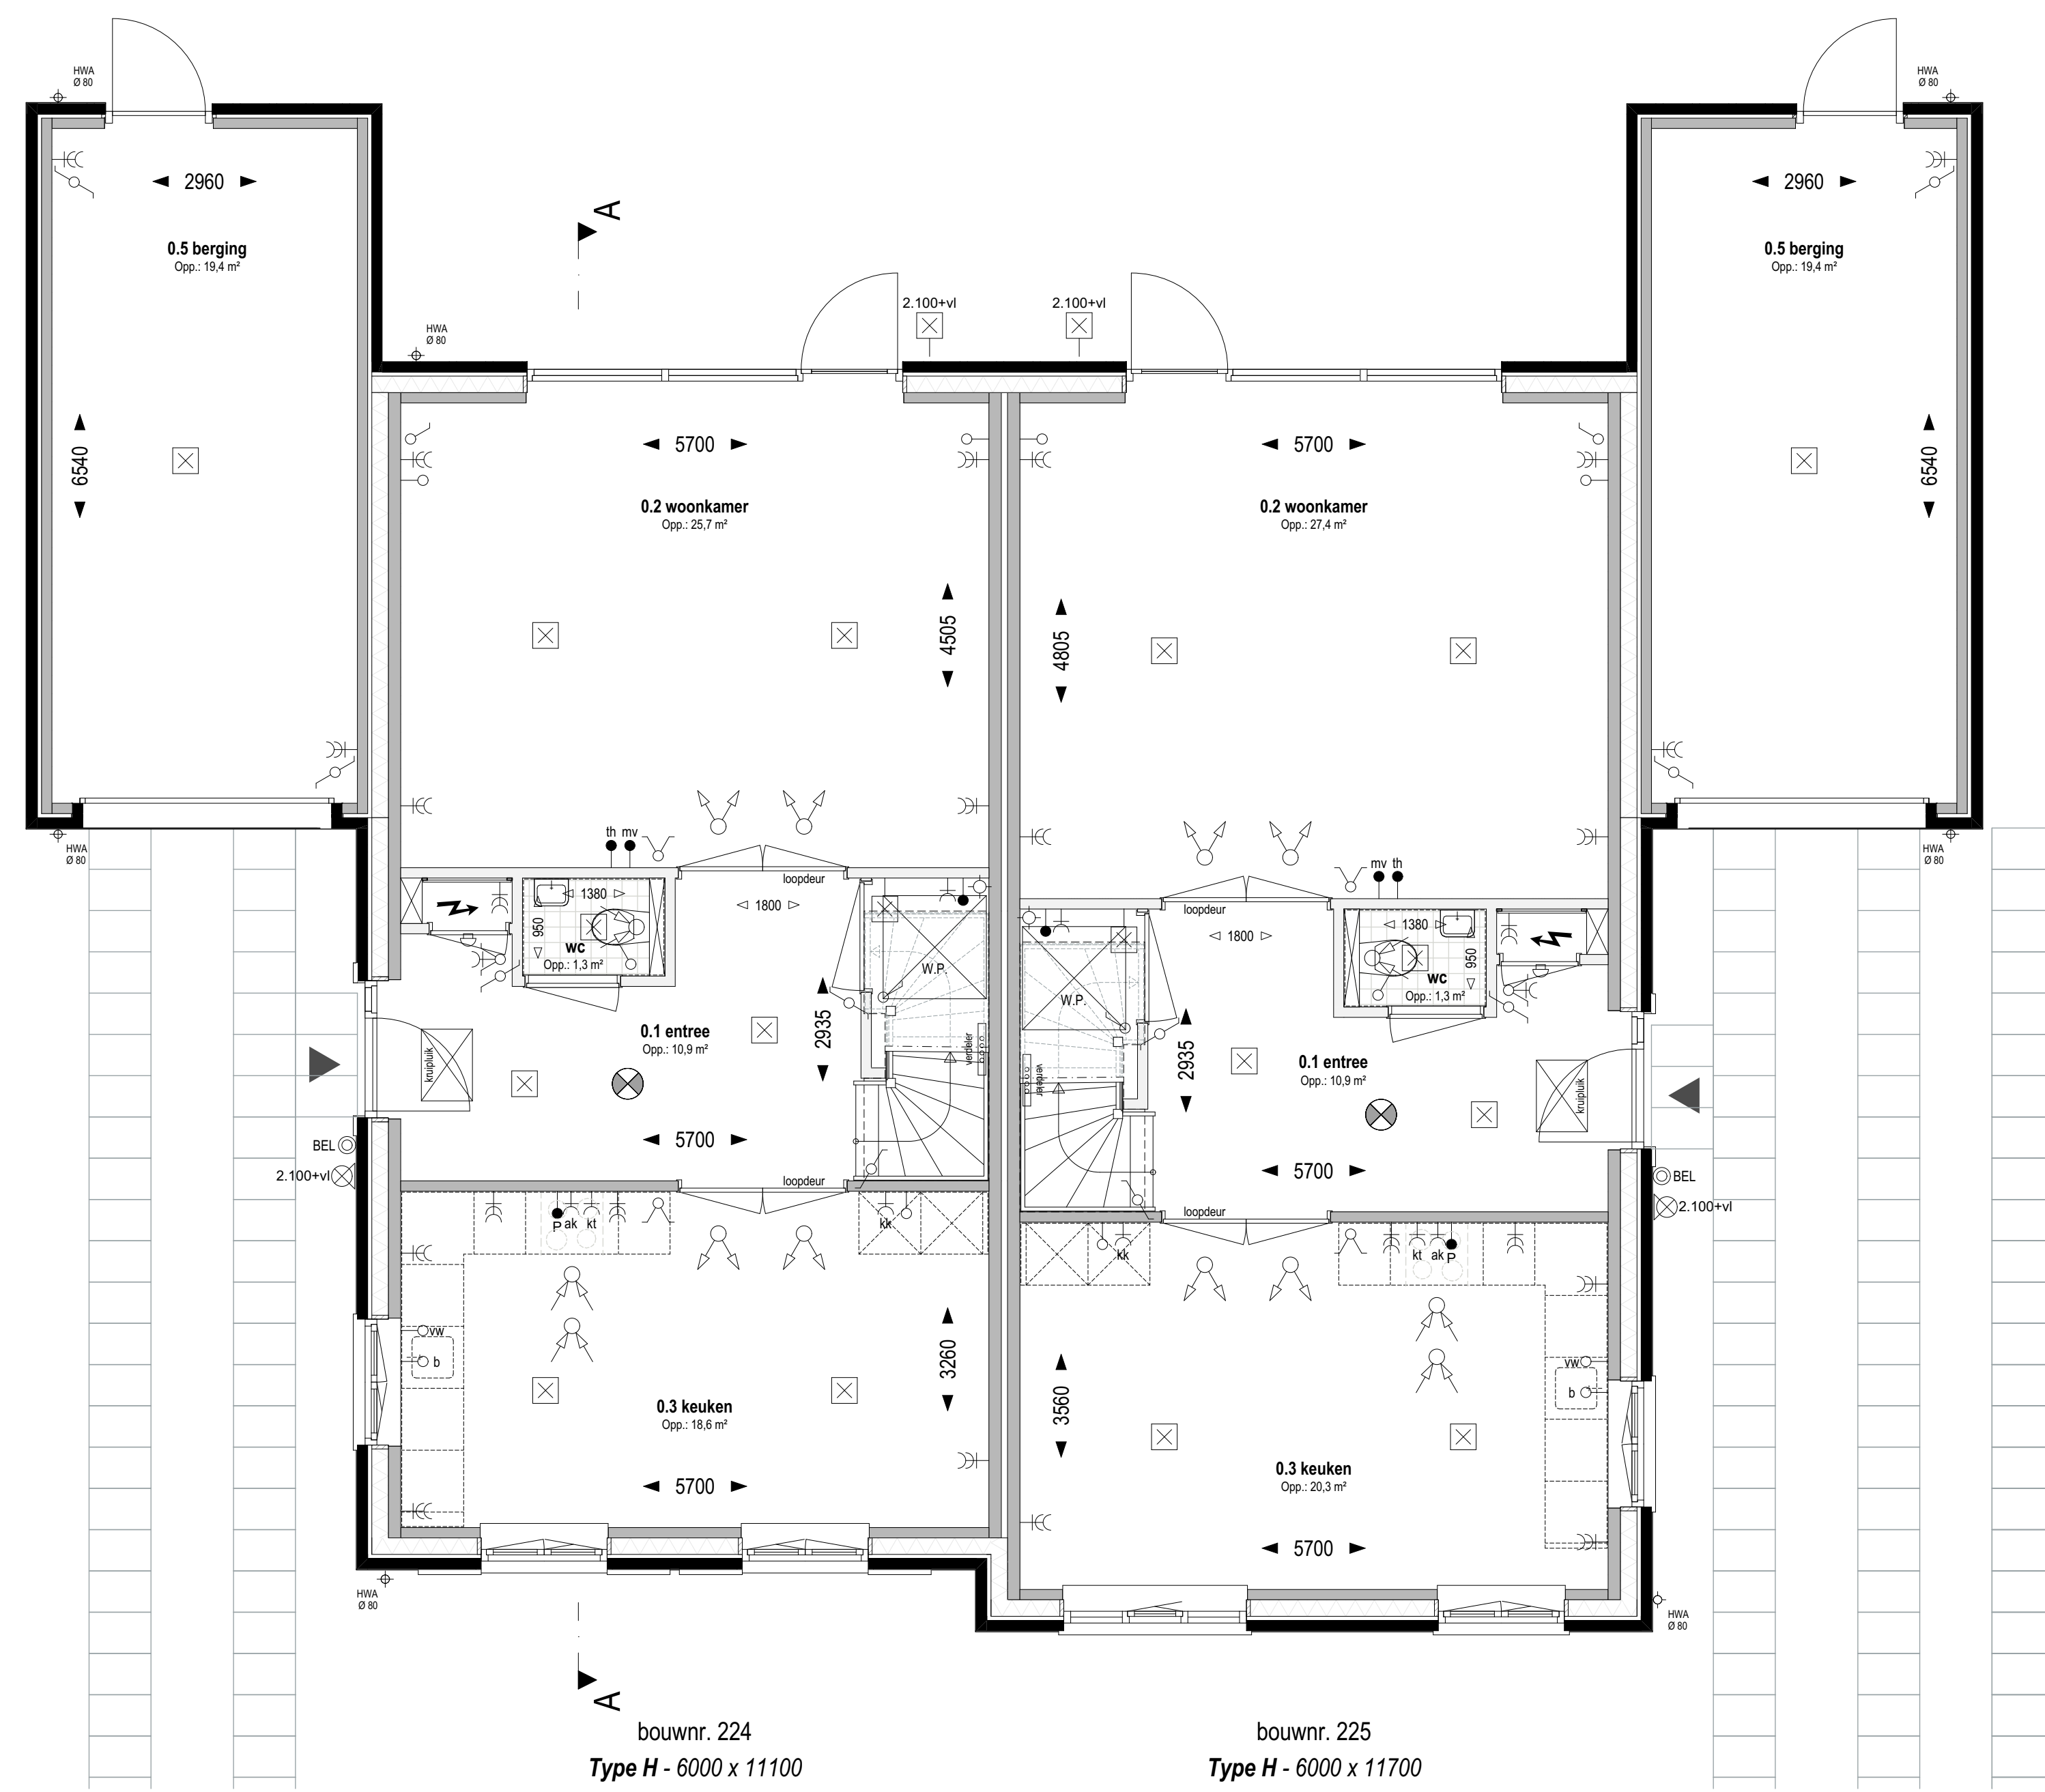 HWA
Ø 80
HWA
Ø 80
2960
2960
A
0.5 berging
Opp.: 19,4 m²
0.5 berging
Opp.: 19,4 m²
2.100+vl
2.100+vl
HWA
Ø 80
5700
5700
6540
6540
0.2 woonkamer
Opp.: 25,7 m²
0.2 woonkamer
Opp.: 27,4 m²
4505
4805
th mv
HWA
Ø 80
HWA
Ø 80
mv th
loopdeur
1380
1800
950
wc
Opp.: 1,3 m²
W.P.
loopdeur
1800
1380
950
wc
Opp.: 1,3 m²
W.P.
0.1 entree
Opp.: 10,9 m²
2935
verdeler
kruipluik
2935
verdeler
0.1 entree
Opp.: 10,9 m²
kruipluik
BEL
2.100+vl
5700
5700
BEL
2.100+vl
loopdeur
loopdeur
P ak kt
kk
kk
kt ak P
vw
b
3260
vw
b
3560
0.3 keuken
Opp.: 18,6 m²
0.3 keuken
Opp.: 20,3 m²
5700
5700
HWA
Ø 80
HWA
Ø 80
A
bouwnr. 224
bouwnr. 225
Type H - 6000 x 11100
Type H - 6000 x 11700